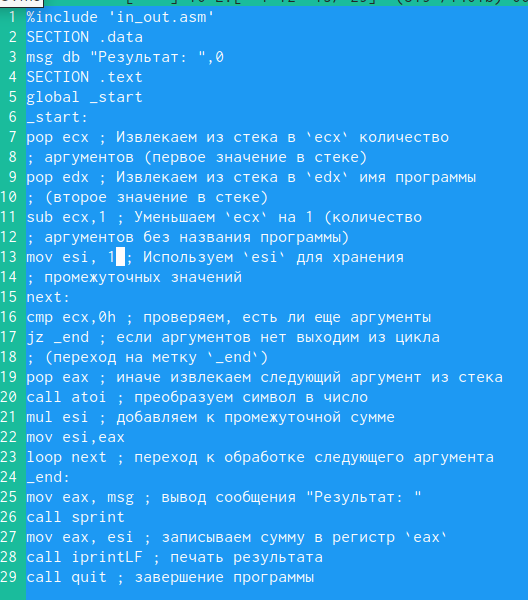 1 %include 'in_out.asm'
2 SECTION .data
3 msg db "Результат: ",0
4 SECTION .text
5 global _start
6 _start:
7 pop ecx ; Извлекаем из стека в `ecx` количество
8 ; аргументов (первое значение в стеке)
9 pop edx ; Извлекаем из стека в `edx` имя программы
10 ; (второе значение в стеке)
11 sub ecx,1 ; Уменьшаем `ecx` на 1 (количество
12 ; аргументов без названия программы)
13 mov esi, 1 ; Используем `esi` для хранения
14 ; промежуточных значений
15 next:
16 cmp ecx,0h ; проверяем, есть ли еще аргументы
17 jz _end ; если аргументов нет выходим из цикла
18 ; (переход на метку `_end`)
19 pop eax ; иначе извлекаем следующий аргумент из стека
20 call atoi ; преобразуем символ в число
21 mul esi ; добавляем к промежуточной сумме
22 mov esi,eax
23 loop next ; переход к обработке следующего аргумента
24 _end:
25 mov eax, msg ; вывод сообщения "Результат: "
26 call sprint
27 mov eax, esi ; записываем сумму в регистр `eax`
28 call iprintLF ; печать результата
29 call quit ; завершение программы